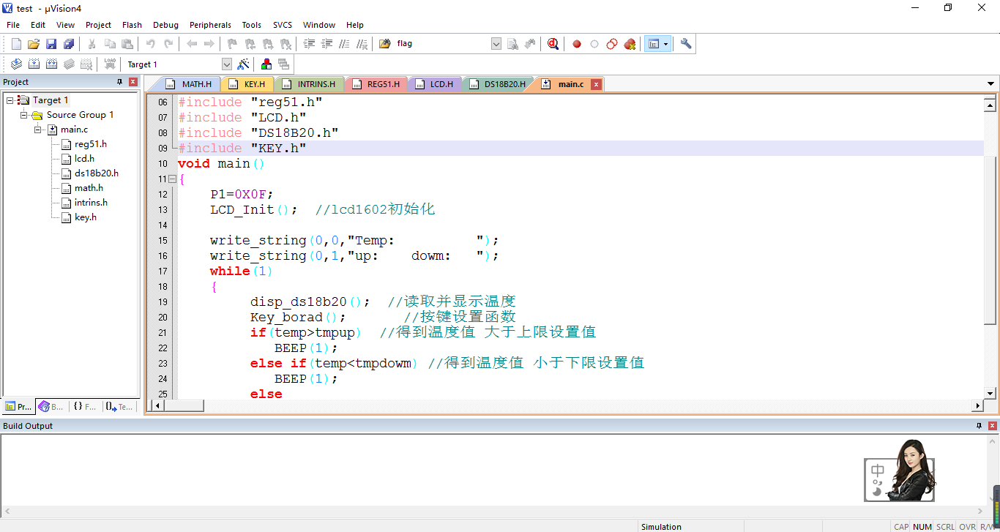 test - µVision4
File Edit View Project Flash Debug Peripherals Tools SVCS Window Help
flag
LOAD
Target 1
Project
MATH.H KEY.H INTRINS.H REG51.H LCD.H DS18B20.H main.c
Target 1
Source Group 1
main.c
reg51.h
lcd.h
ds18b20.h
math.h
intrins.h
key.h
06 #include "reg51.h"
07 #include "LCD.h"
08 #include "DS18B20.h"
09 #include "KEY.h"
10 void main()
11 {
12 P1=0X0F;
13 LCD_Init(); //lcd1602初始化
14
15 write_string(0,0,"Temp:          ");
16 write_string(0,1,"up:    dowm:   ");
17 while(1)
18 {
19 disp_ds18b20(); //读取并显示温度
20 Key_borad(); //按键设置函数
21 if(temp>tmpup) //得到温度值 大于上限设置值
22 BEEP(1);
23 else if(temp<tmpdowm) //得到温度值 小于下限设置值
24 BEEP(1);
25 else
Pr... B... {} F... 0 Te...
Build Output
中
Simulation
CAP NUM SCRL OVR R/W